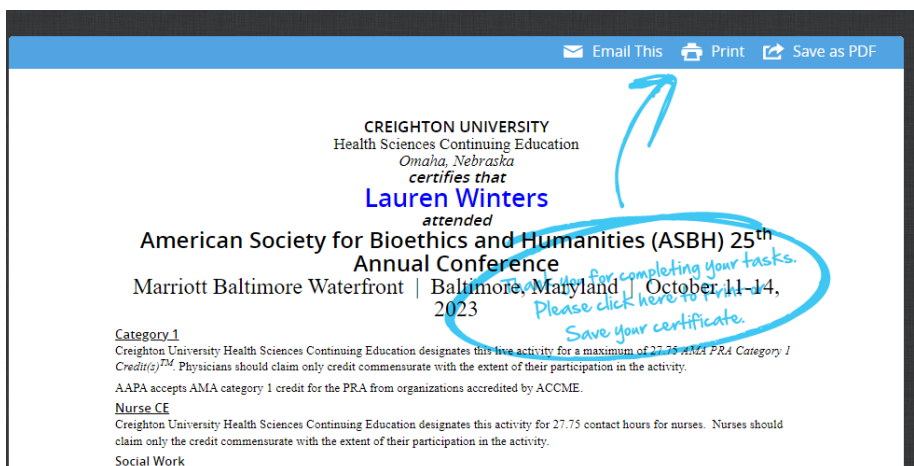 Email This Print Save as PDF
CREIGHTON UNIVERSITY
Health Sciences Continuing Education
Omaha, Nebraska
certifies that
Lauren Winters
attended
American Society for Bioethics and Humanities (ASBH) 25th
Annual Conference
Marriott Baltimore Waterfront | Baltimore, Maryland | October 11-14,
2023
Thank you for completing your tasks.
Please click here to Print or
Save your certificate.
Category 1
Creighton University Health Sciences Continuing Education designates this live activity for a maximum of 27.75 AMA PRA Category 1
Credit(s)TM. Physicians should claim only credit commensurate with the extent of their participation in the activity.
AAPA accepts AMA category 1 credit for the PRA from organizations accredited by ACCME.
Nurse CE
Creighton University Health Sciences Continuing Education designates this activity for 27.75 contact hours for nurses. Nurses should
claim only the credit commensurate with the extent of their participation in the activity.
Social Work